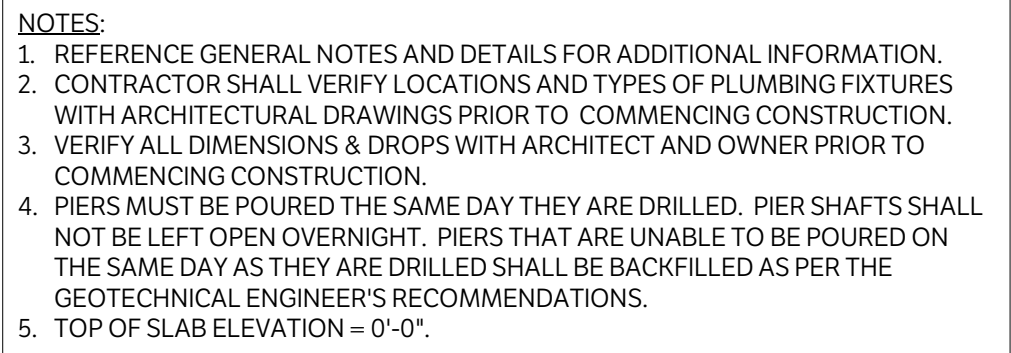 NOTES:
1. REFERENCE GENERAL NOTES AND DETAILS FOR ADDITIONAL INFORMATION.
2. CONTRACTOR SHALL VERIFY LOCATIONS AND TYPES OF PLUMBING FIXTURES
WITH ARCHITECTURAL DRAWINGS PRIOR TO COMMENCING CONSTRUCTION.
3. VERIFY ALL DIMENSIONS & DROPS WITH ARCHITECT AND OWNER PRIOR TO
COMMENCING CONSTRUCTION.
4. PIERS MUST BE POURED THE SAME DAY THEY ARE DRILLED. PIER SHAFTS SHALL
NOT BE LEFT OPEN OVERNIGHT. PIERS THAT ARE UNABLE TO BE POURED ON
THE SAME DAY AS THEY ARE DRILLED SHALL BE BACKFILLED AS PER THE
GEOTECHNICAL ENGINEER'S RECOMMENDATIONS.
5. TOP OF SLAB ELEVATION = 0'-0".